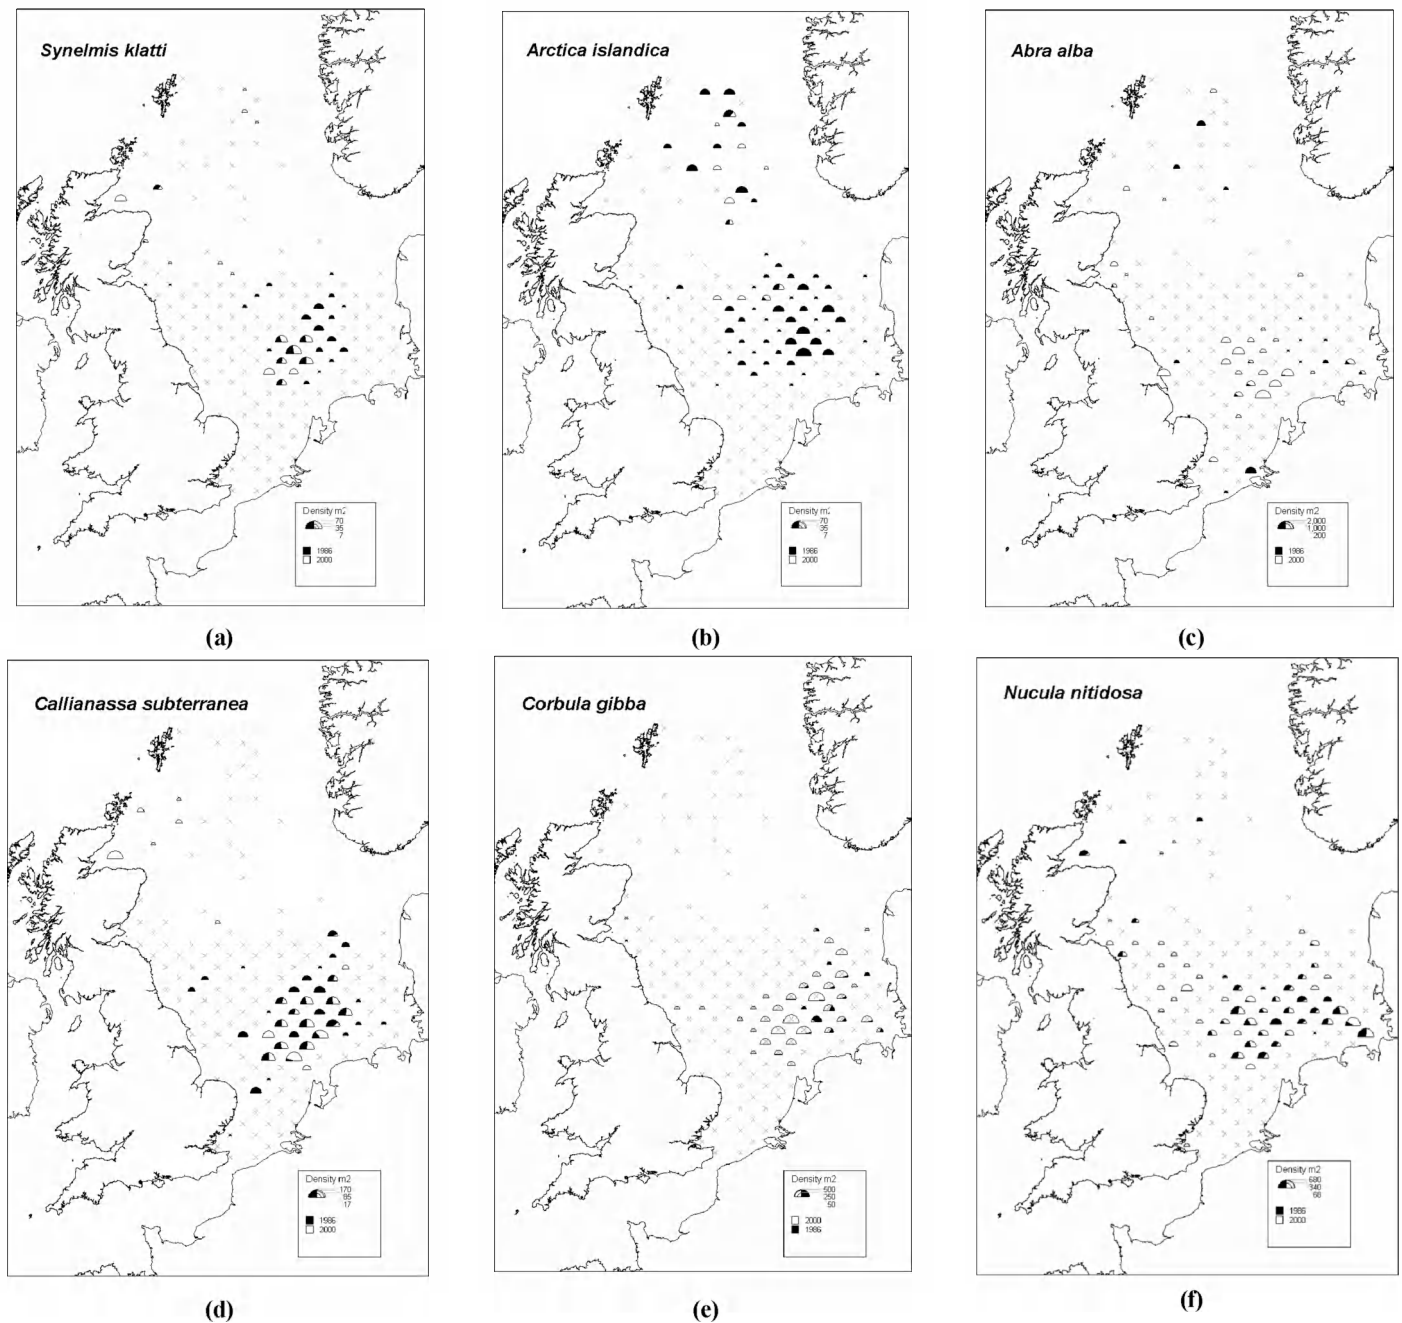 Synelmis klatti
Density m2
70
35
7
1986
2000
(a)
Arctica islandica
Density m2
70
35
7
1986
2000
(b)
Abra alba
Density m2
2,000
1,000
200
1986
2000
(c)
Callianassa subterranea
Density m2
170
85
17
1986
2000
(d)
Corbula gibba
Density m2
500
250
50
2000
1986
(e)
Nucula nitidosa
Density m2
680
340
68
1986
2000
(f)